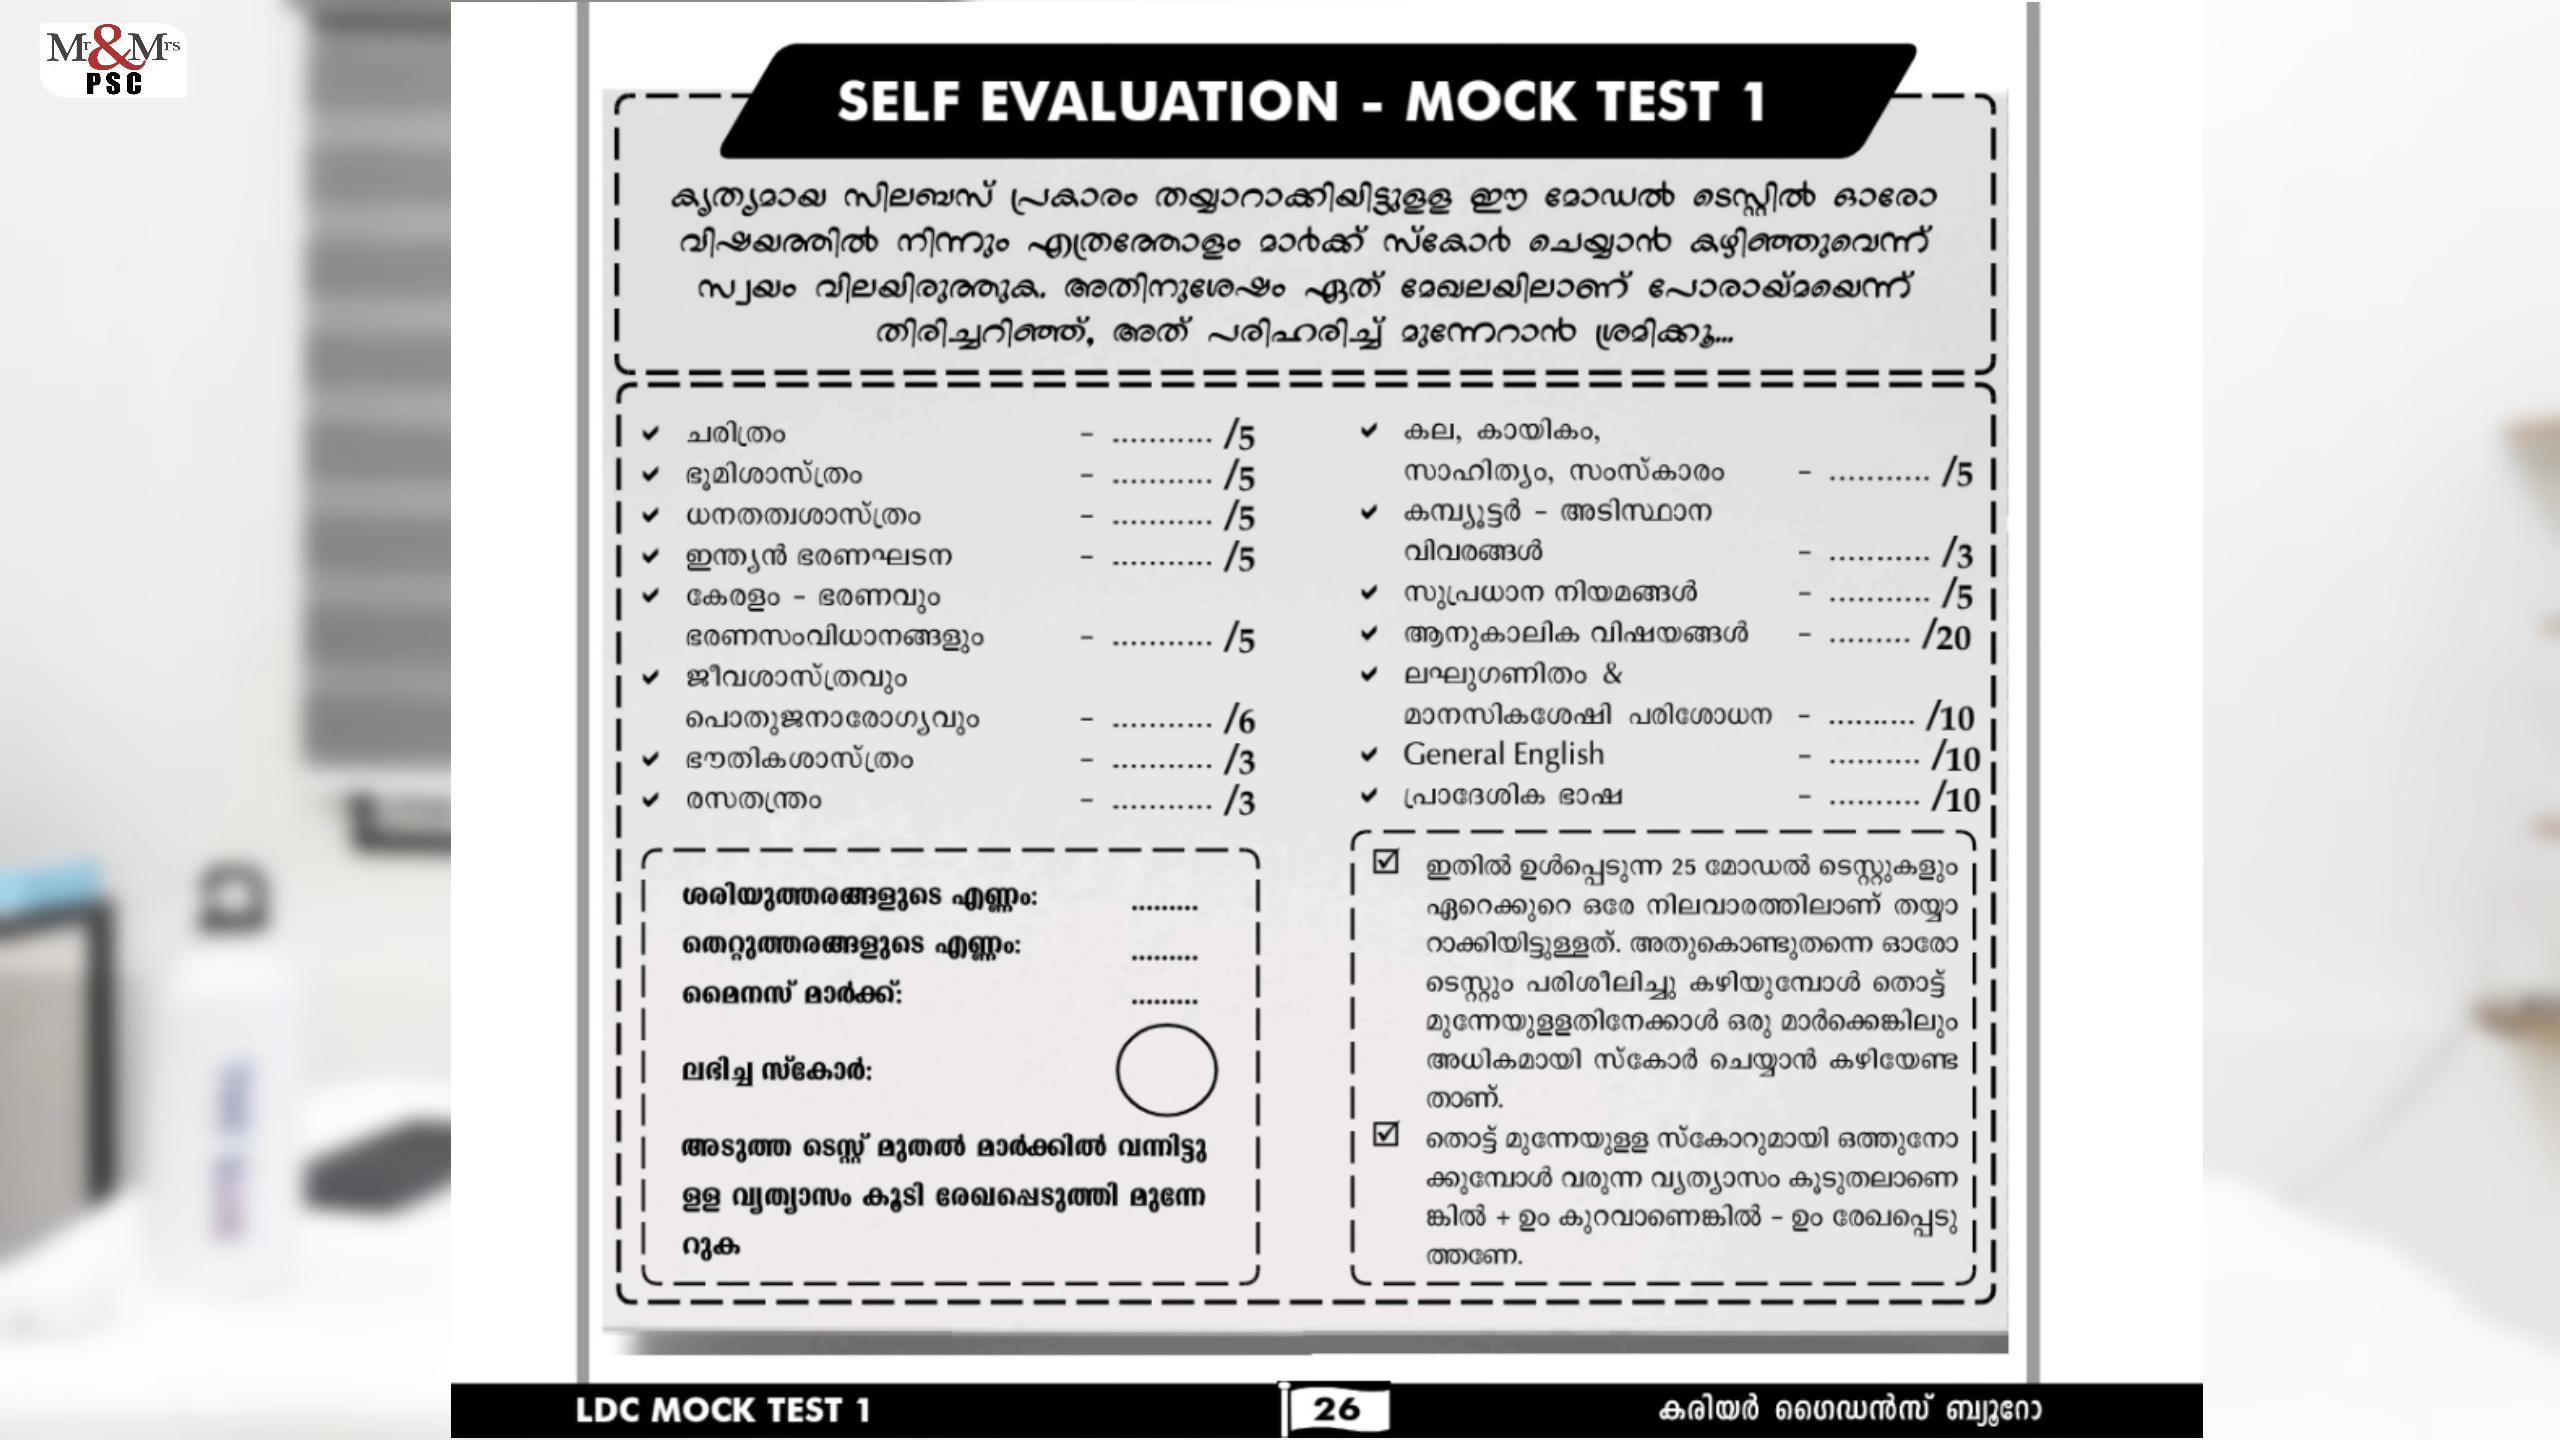 Mr & Mrs
PSC
SELF EVALUATION - MOCK TEST 1
കൃത്യമായ സിലബസ് പ്രകാരം തയ്യാറാക്കിയിട്ടുളള ഈ മോഡൽ ടെസ്റ്റിൽ ഓരോ
വിഷയത്തിൽ നിന്നും എത്രത്തോളം മാർക്ക് സ്കോർ ചെയ്യാൻ കഴിഞ്ഞുവെന്ന്
സ്വയം വിലയിരുത്തുക. അതിനുശേഷം ഏത് മേഖലയിലാണ് പോരായ്മയെന്ന്
തിരിച്ചറിഞ്ഞ്, അത് പരിഹരിച്ച് മുന്നേറാൻ ശ്രമിക്കൂ...
✓ ചരിത്രം - ........... /5
✓ ഭൂമിശാസ്ത്രം - ........... /5
✓ ധനതത്വശാസ്ത്രം - ........... /5
✓ ഇന്ത്യൻ ഭരണഘടന - ........... /5
✓ കേരളം - ഭരണവും
ഭരണസംവിധാനങ്ങളും - ........... /5
✓ ജീവശാസ്ത്രവും
പൊതുജനാരോഗ്യവും - ........... /6
✓ ഭൗതികശാസ്ത്രം - ........... /3
✓ രസതന്ത്രം - ........... /3
✓ കല, കായികം,
സാഹിത്യം, സംസ്കാരം - ........... /5
✓ കമ്പ്യൂട്ടർ - അടിസ്ഥാന
വിവരങ്ങൾ - ........... /3
✓ സുപ്രധാന നിയമങ്ങൾ - ........... /5
✓ ആനുകാലിക വിഷയങ്ങൾ - ......... /20
✓ ലഘുഗണിതം &
മാനസികശേഷി പരിശോധന - .......... /10
✓ General English - .......... /10
✓ പ്രാദേശിക ഭാഷ - .......... /10
ശരിയുത്തരങ്ങളുടെ എണ്ണം: .........
തെറ്റുത്തരങ്ങളുടെ എണ്ണം: .........
മൈനസ് മാർക്ക്: .........
ലഭിച്ച സ്കോർ:
അടുത്ത ടെസ്റ്റ് മുതൽ മാർക്കിൽ വന്നിട്ടു
ളള വ്യത്യാസം കൂടി രേഖപ്പെടുത്തി മുന്നേ
റുക
☑ ഇതിൽ ഉൾപ്പെടുന്ന 25 മോഡൽ ടെസ്റ്റുകളും
ഏറെക്കുറെ ഒരേ നിലവാരത്തിലാണ് തയ്യാ
റാക്കിയിട്ടുള്ളത്. അതുകൊണ്ടുതന്നെ ഓരോ
ടെസ്റ്റും പരിശീലിച്ചു കഴിയുമ്പോൾ തൊട്ട്
മുന്നേയുളളതിനേക്കാൾ ഒരു മാർക്കെങ്കിലും
അധികമായി സ്കോർ ചെയ്യാൻ കഴിയേണ്ട
താണ്.
☑ തൊട്ട് മുന്നേയുളള സ്കോറുമായി ഒത്തുനോ
ക്കുമ്പോൾ വരുന്ന വ്യത്യാസം കൂടുതലാണെ
ങ്കിൽ + ഉം കുറവാണെങ്കിൽ - ഉം രേഖപ്പെടു
ത്തണേ.
LDC MOCK TEST 1
26
കരിയർ ഗൈഡൻസ് ബ്യൂറോ